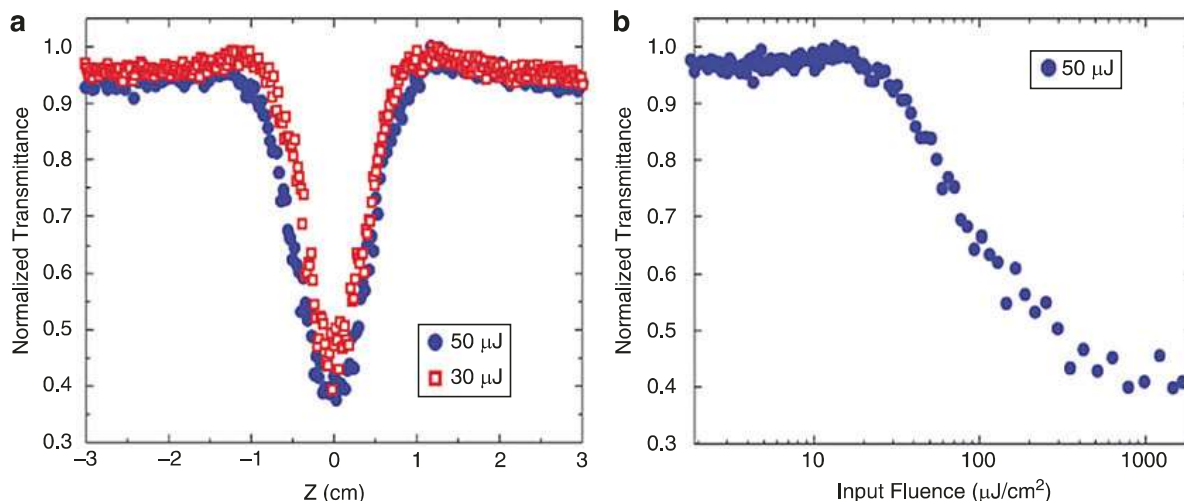 a
Normalized Transmittance
1.0
0.9
0.8
0.7
0.6
0.5
0.4
0.3
50 μJ
30 μJ
–3
–2
–1
0
1
2
3
Z (cm)
b
Normalized Transmittance
1.0
0.9
0.8
0.7
0.6
0.5
0.4
0.3
50 μJ
10
100
1000
Input Fluence (μJ/cm²)